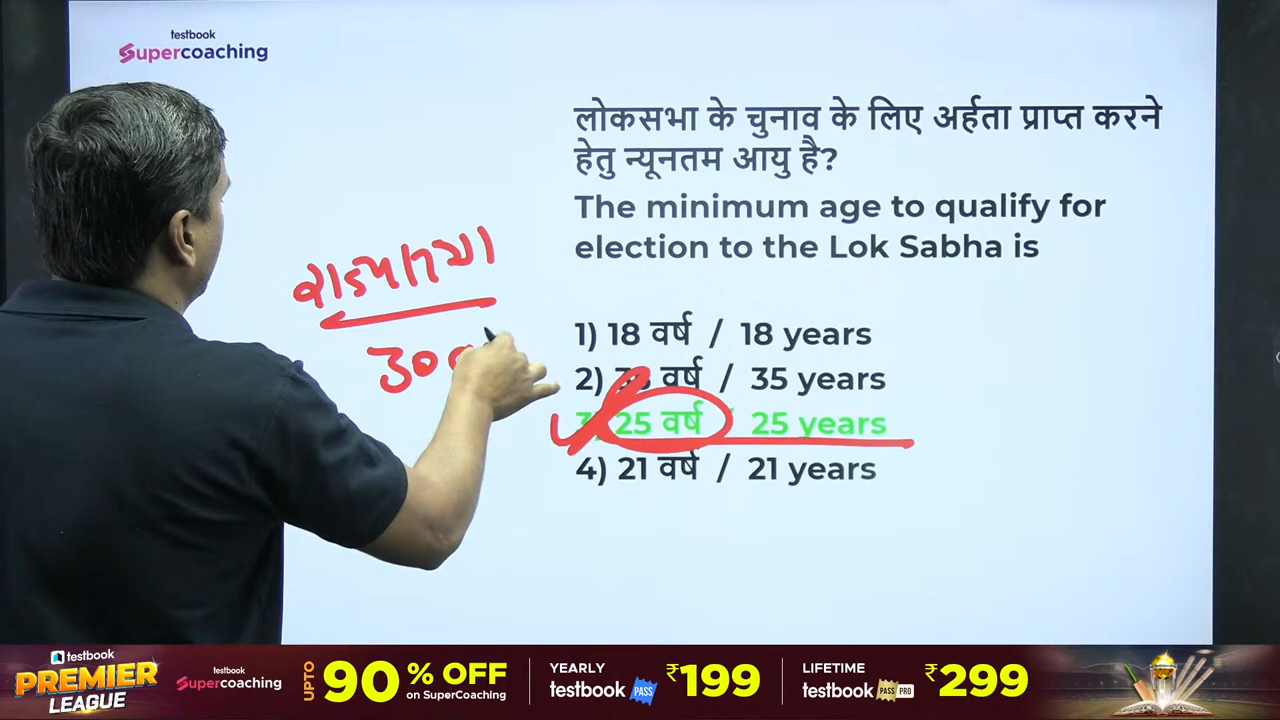 testbook
Supercoaching
लोकसभा के चुनाव के लिए अर्हता प्राप्त करने
हेतु न्यूनतम आयु है?
The minimum age to qualify for
election to the Lok Sabha is
1) 18 वर्ष / 18 years
2) वर्ष / 35 years
3) 25 वर्ष / 25 years
4) 21 वर्ष / 21 years
30
testbook
PREMIER
LEAGUE
testbook
Supercoaching
UPTO
90 % OFF
on SuperCoaching
YEARLY
testbook PASS
₹199
LIFETIME
testbook PASS PRO
₹299